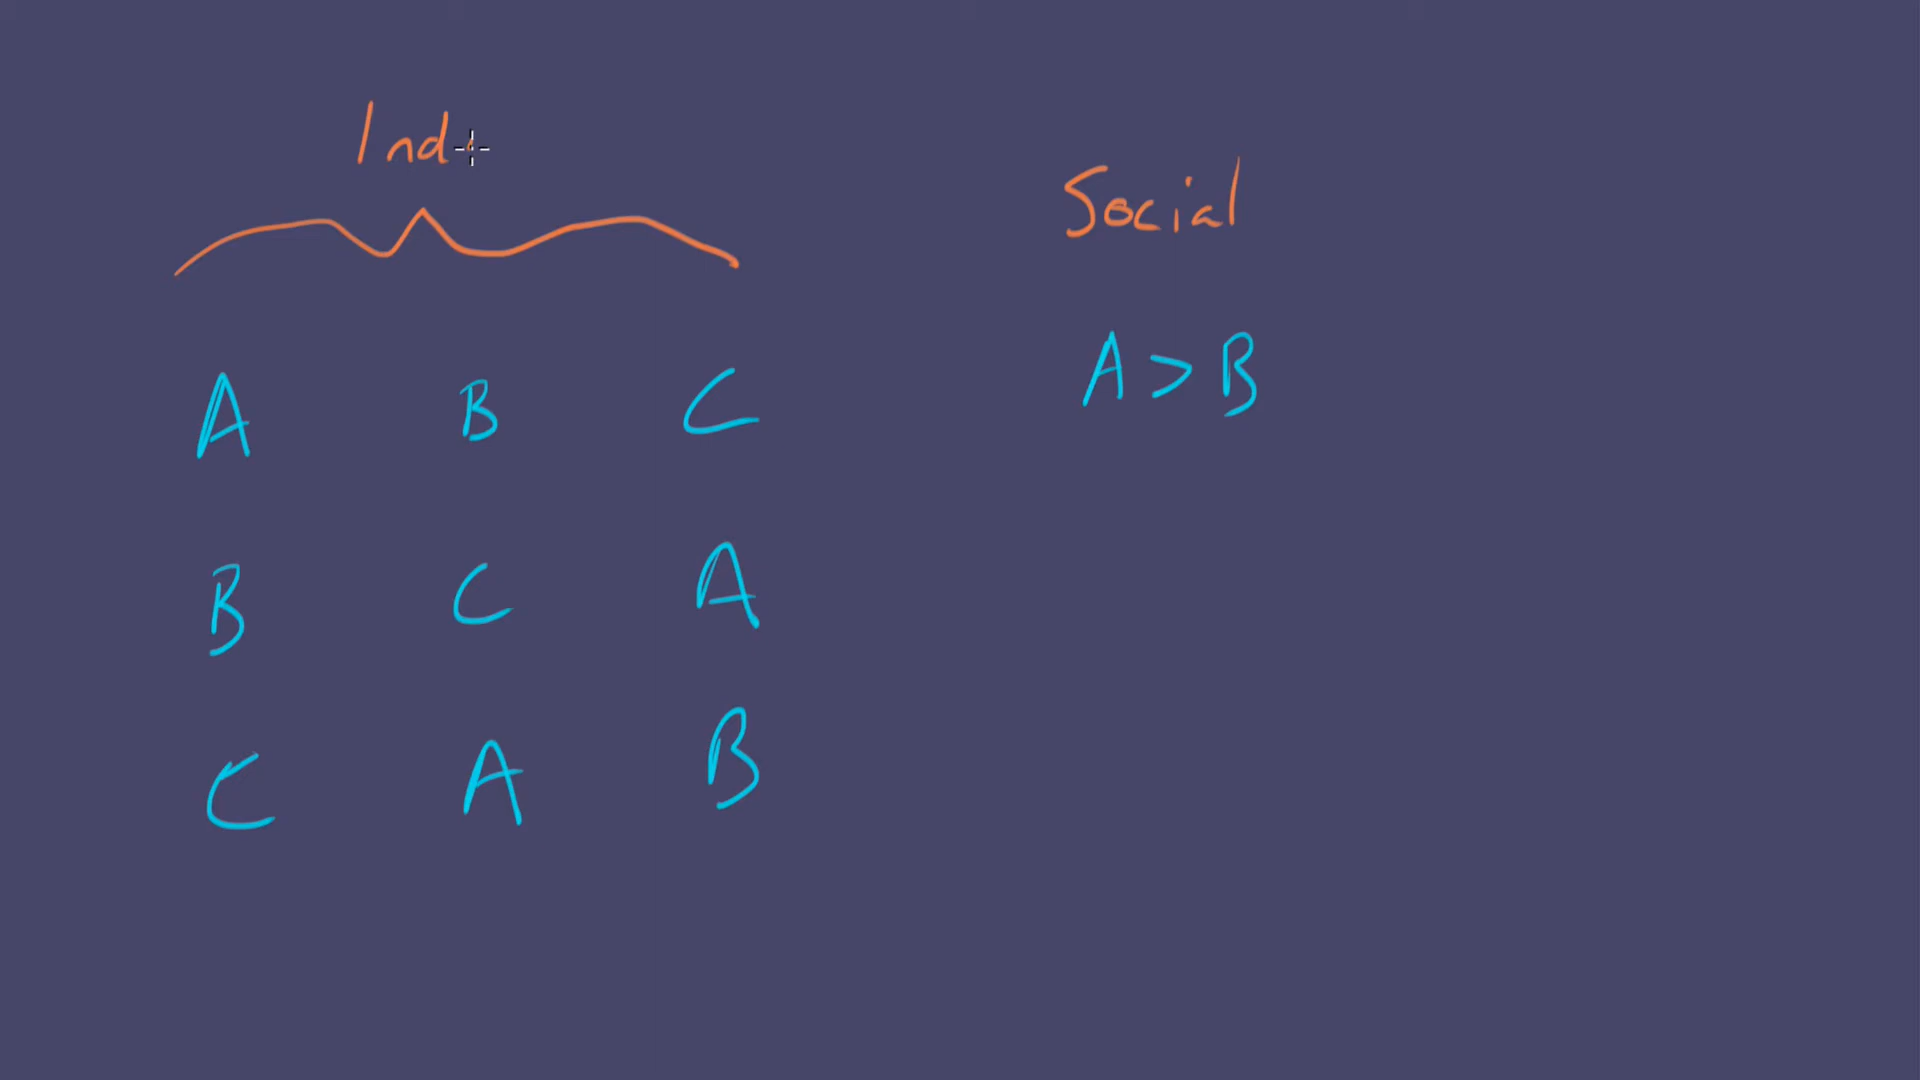 Ind
Social
A > B
A B C
B C A
C A B